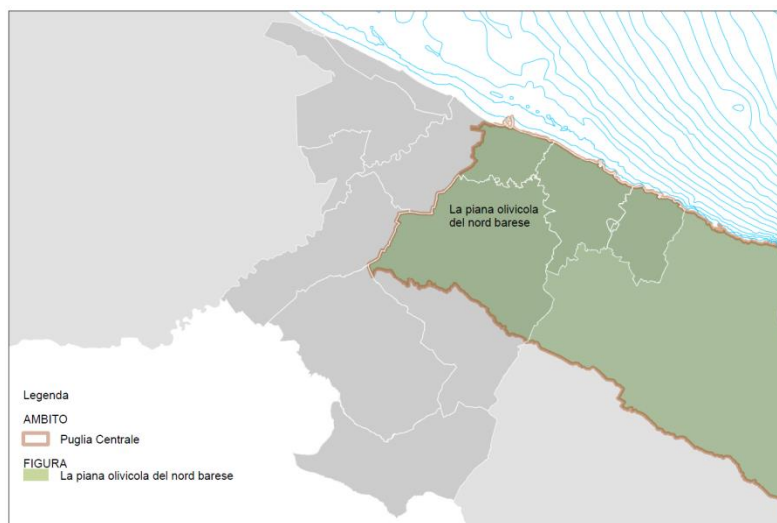 La piana olivicola
del nord barese
Legenda
AMBITO
Puglia Centrale
FIGURA
La piana olivicola del nord barese